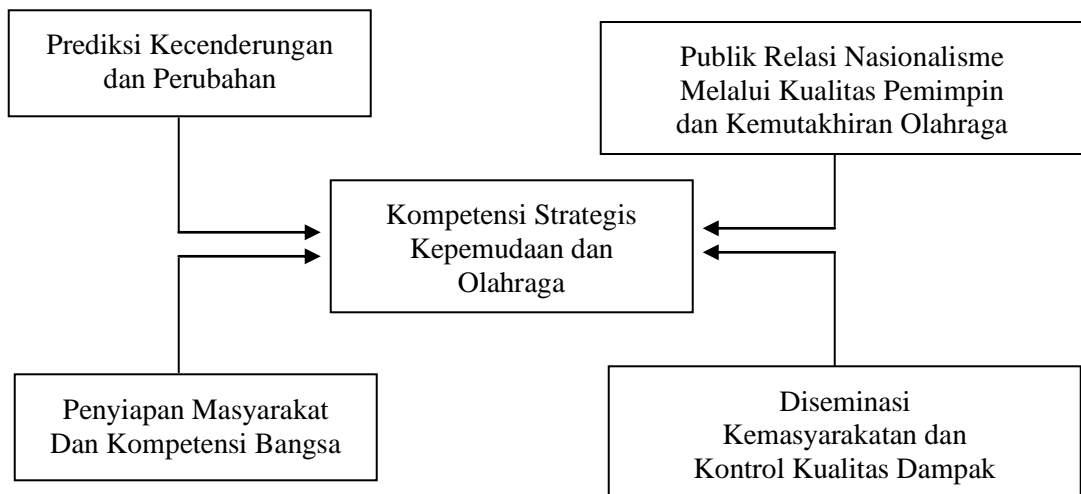 Prediksi Kecenderungan
dan Perubahan
Publik Relasi Nasionalisme
Melalui Kualitas Pemimpin
dan Kemutakhiran Olahraga
Kompetensi Strategis
Kepemudaan dan
Olahraga
Penyiapan Masyarakat
Dan Kompetensi Bangsa
Diseminasi
Kemasyarakatan dan
Kontrol Kualitas Dampak